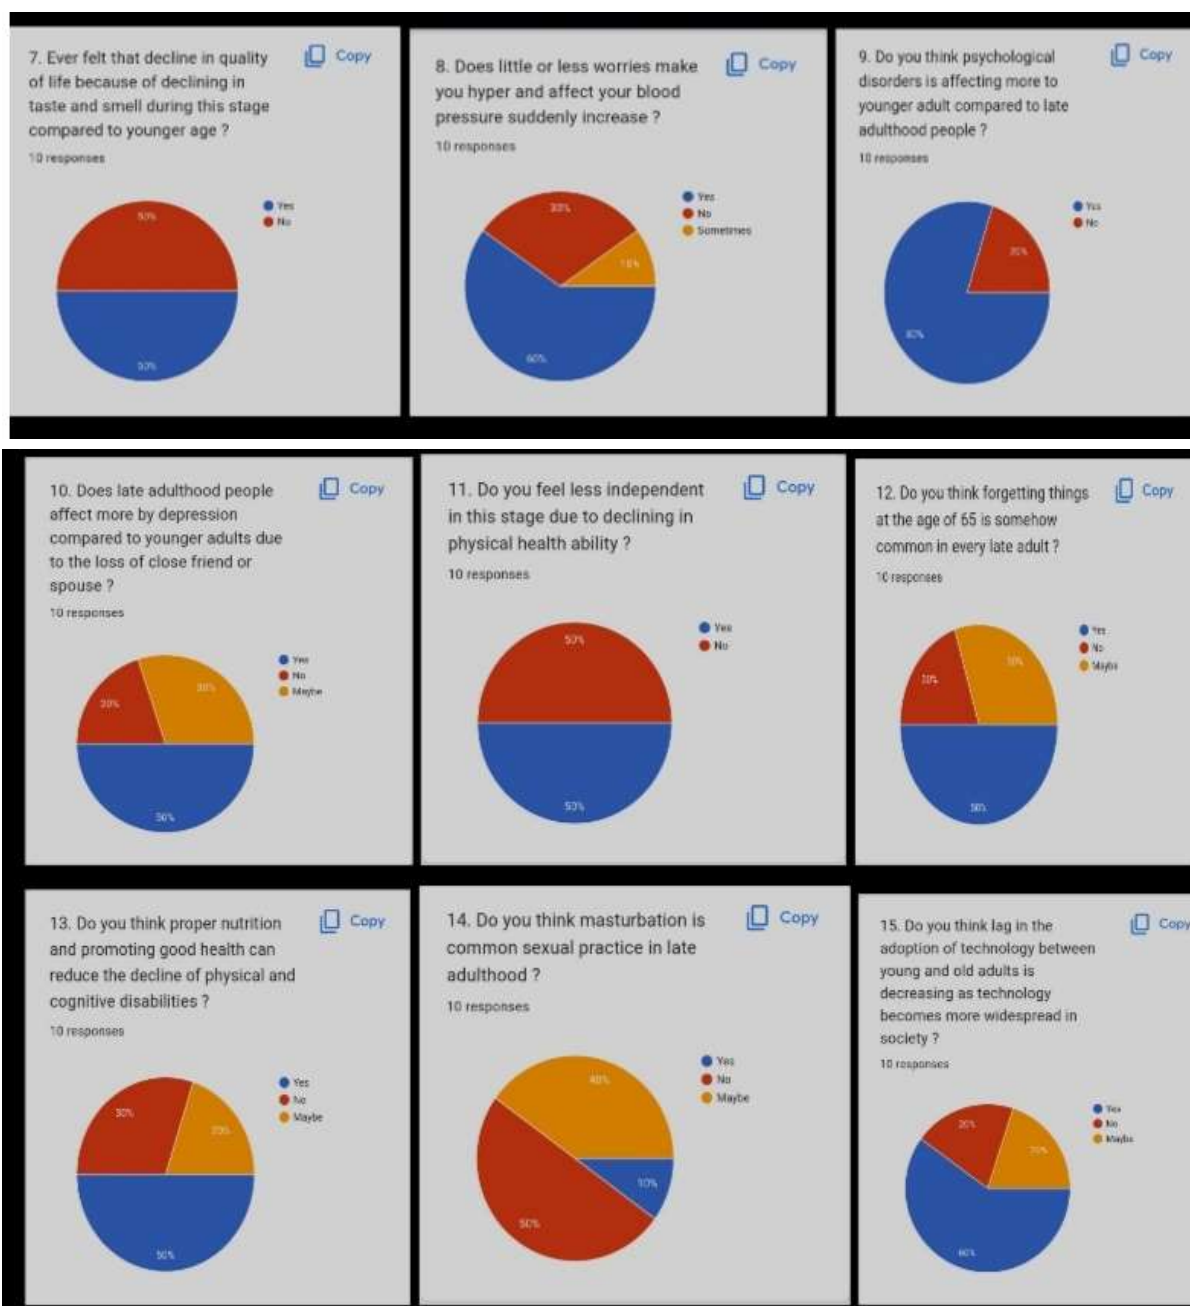 7. Ever felt that decline in quality
of life because of declining in
taste and smell during this stage
compared to younger age ?
Copy
10 responses
50%
50%
Yes
No
8. Does little or less worries make
you hyper and affect your blood
pressure suddenly increase ?
Copy
10 responses
30%
10%
60%
Yes
No
Sometimes
9. Do you think psychological
disorders is affecting more to
younger adult compared to late
adulthood people ?
Copy
10 responses
20%
80%
Yes
No
10. Does late adulthood people
affect more by depression
compared to younger adults due
to the loss of close friend or
spouse ?
Copy
10 responses
20%
30%
50%
Yes
No
Maybe
11. Do you feel less independent
in this stage due to declining in
physical health ability ?
Copy
10 responses
50%
50%
Yes
No
12. Do you think forgetting things
at the age of 65 is somehow
common in every late adult ?
Copy
10 responses
20%
30%
50%
Yes
No
Maybe
13. Do you think proper nutrition
and promoting good health can
reduce the decline of physical and
cognitive disabilities ?
Copy
10 responses
30%
20%
50%
Yes
No
Maybe
14. Do you think masturbation is
common sexual practice in late
adulthood ?
Copy
10 responses
40%
10%
50%
Yes
No
Maybe
15. Do you think lag in the
adoption of technology between
young and old adults is
decreasing as technology
becomes more widespread in
society ?
Copy
10 responses
20%
20%
60%
Yes
No
Maybe